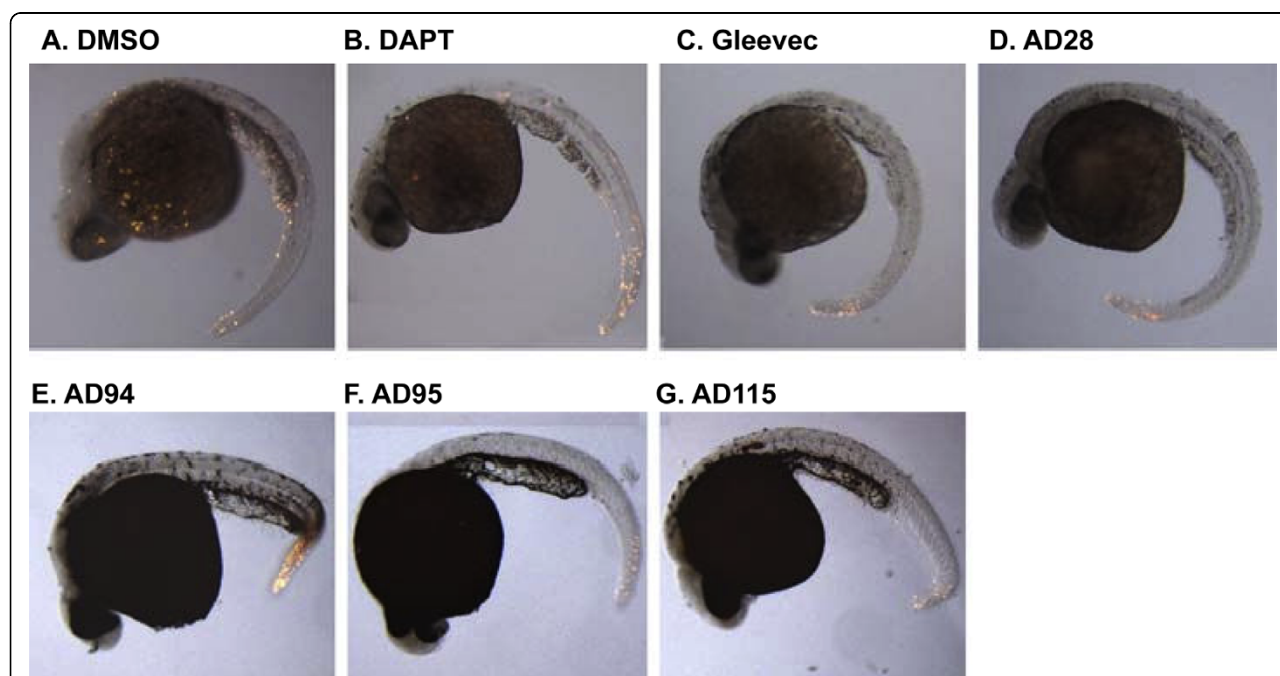 A. DMSO
B. DAPT
C. Gleevec
D. AD28
E. AD94
F. AD95
G. AD115